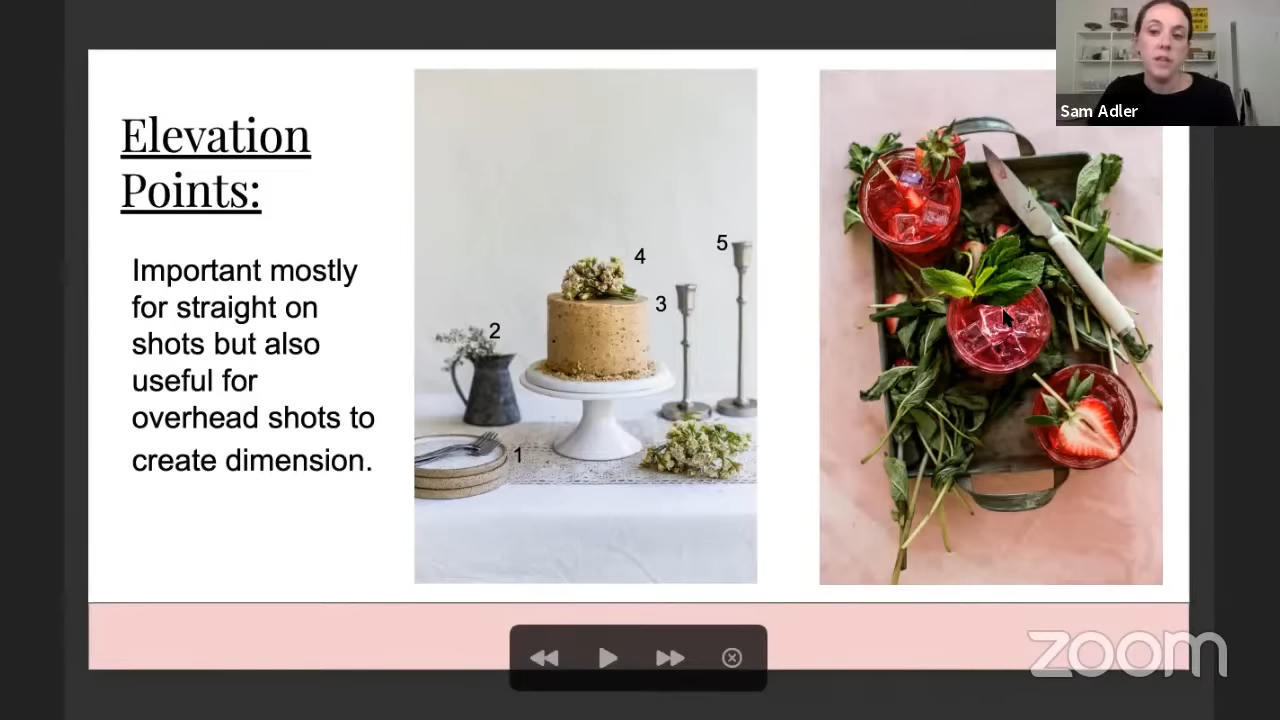 Elevation
Points:
Important mostly
for straight on
shots but also
useful for
overhead shots to
create dimension.
5
4
3
2
1
Sam Adler
zoom